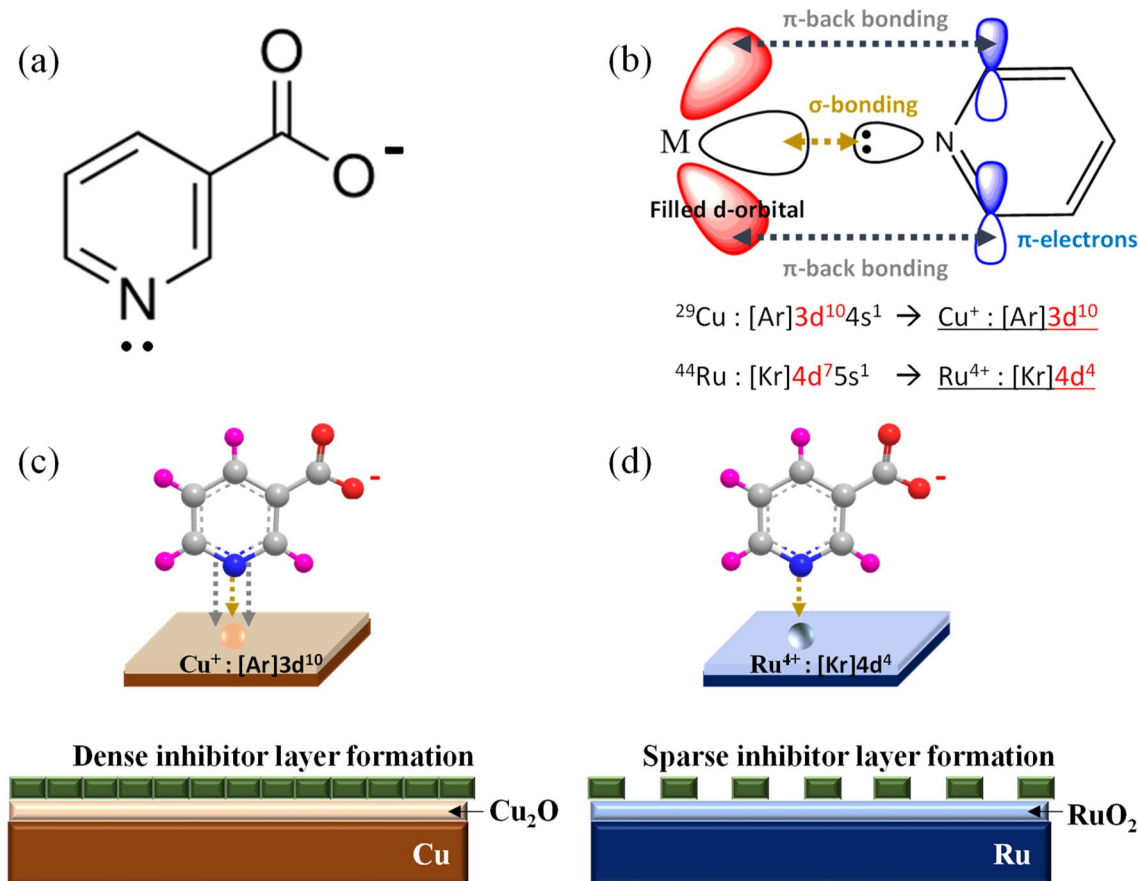 (a)
O
O
-
N
(b)
π-back bonding
σ-bonding
M
N
Filled d-orbital
π-electrons
π-back bonding
²⁹Cu : [Ar]3d¹⁰4s¹ → Cu⁺ : [Ar]3d¹⁰
⁴⁴Ru : [Kr]4d⁷5s¹ → Ru⁴⁺ : [Kr]4d⁴
(c)
-
Cu⁺ : [Ar]3d¹⁰
(d)
-
Ru⁴⁺ : [Kr]4d⁴
Dense inhibitor layer formation
Cu₂O
Cu
Sparse inhibitor layer formation
RuO₂
Ru